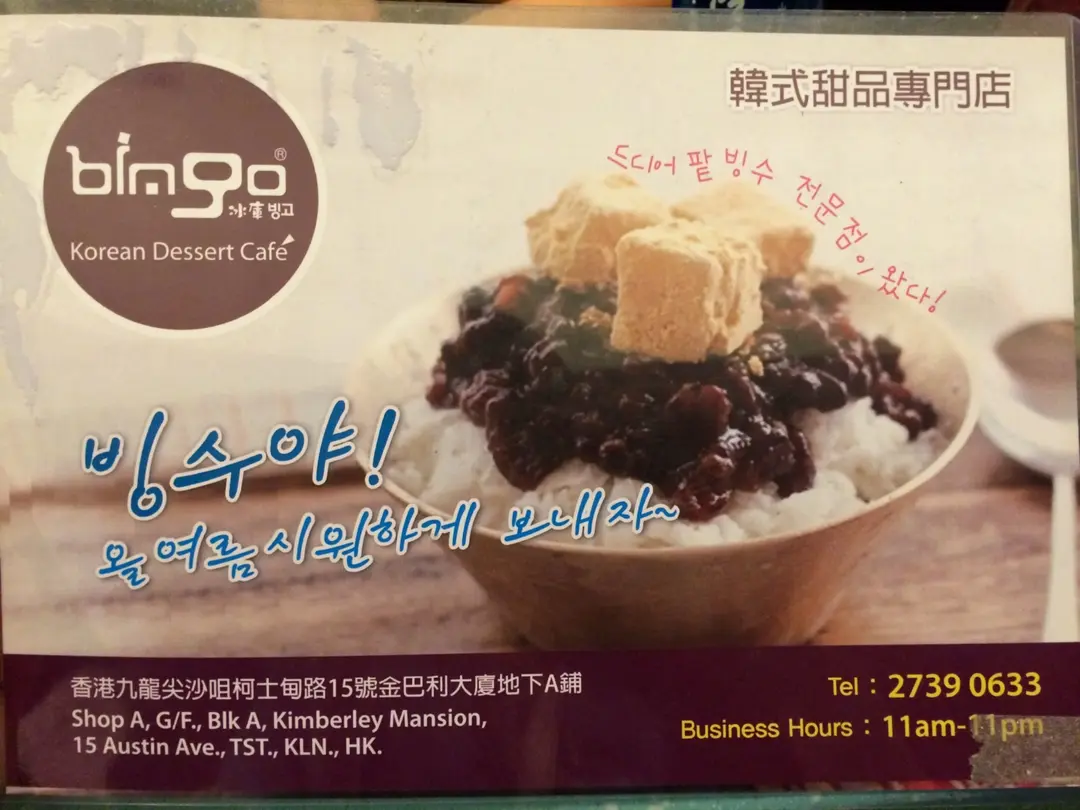 bingo®
冰庫 빙고
Korean Dessert Café
韓式甜品專門店
드디어 팥 빙수 전문점이 왔다!
빙수야!
올 여름 시원하게 보내자~
香港九龍尖沙咀柯士甸路15號金巴利大廈地下A鋪
Shop A, G/F., Blk A, Kimberley Mansion,
15 Austin Ave., TST., KLN., HK.
Tel : 2739 0633
Business Hours : 11am-11pm